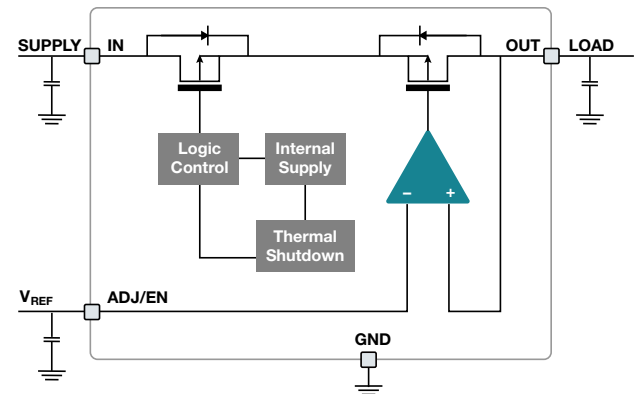 SUPPLY IN OUT LOAD
Logic
Control
Internal
Supply
− +
Thermal
Shutdown
VREF ADJ/EN
GND